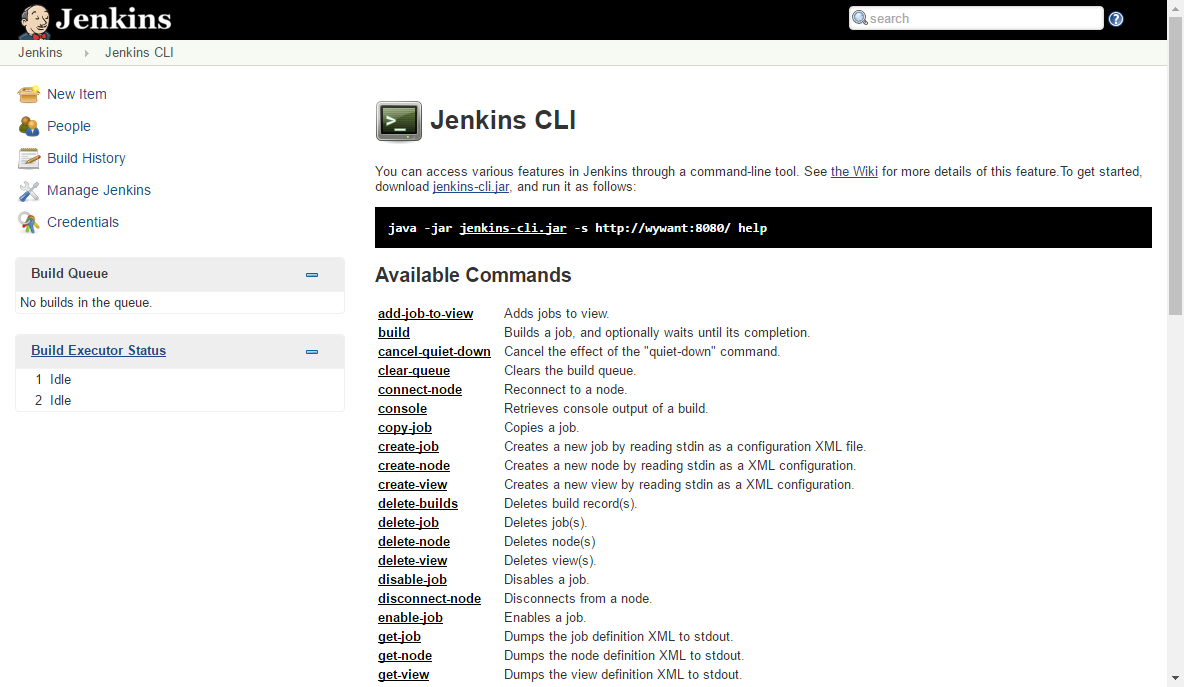 Jenkins
search
Jenkins Jenkins CLI
New Item
People
Build History
Manage Jenkins
Credentials
Build Queue
No builds in the queue.
Build Executor Status
1 Idle
2 Idle
Jenkins CLI
You can access various features in Jenkins through a command-line tool. See the Wiki for more details of this feature.To get started,
download jenkins-cli.jar, and run it as follows:
java -jar jenkins-cli.jar -s http://wywant:8080/ help
Available Commands
add-job-to-view Adds jobs to view.
build Builds a job, and optionally waits until its completion.
cancel-quiet-down Cancel the effect of the "quiet-down" command.
clear-queue Clears the build queue.
connect-node Reconnect to a node.
console Retrieves console output of a build.
copy-job Copies a job.
create-job Creates a new job by reading stdin as a configuration XML file.
create-node Creates a new node by reading stdin as a XML configuration.
create-view Creates a new view by reading stdin as a XML configuration.
delete-builds Deletes build record(s).
delete-job Deletes job(s).
delete-node Deletes node(s)
delete-view Deletes view(s).
disable-job Disables a job.
disconnect-node Disconnects from a node.
enable-job Enables a job.
get-job Dumps the job definition XML to stdout.
get-node Dumps the node definition XML to stdout.
get-view Dumps the view definition XML to stdout.